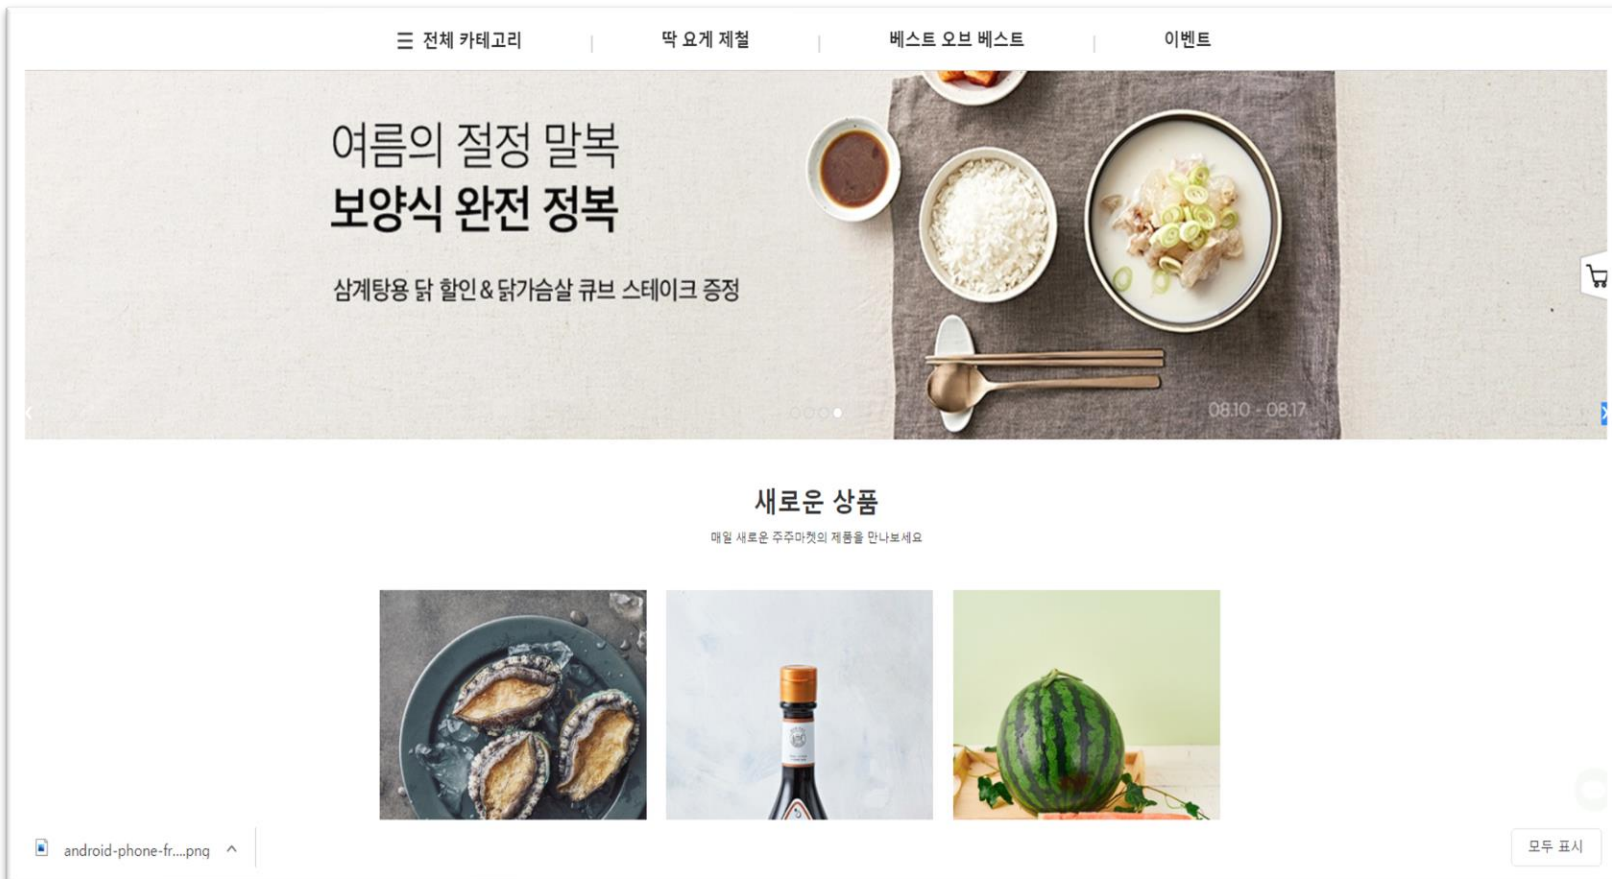 전체 카테고리
딱 요게 제철
베스트 오브 베스트
이벤트
여름의 절정 말복
보양식 완전 정복
삼계탕용 닭 할인 & 닭가슴살 큐브 스테이크 증정
08.10 - 08.17
새로운 상품
매일 새로운 주주마켓의 제품을 만나보세요
android-phone-fr....png
모두 표시